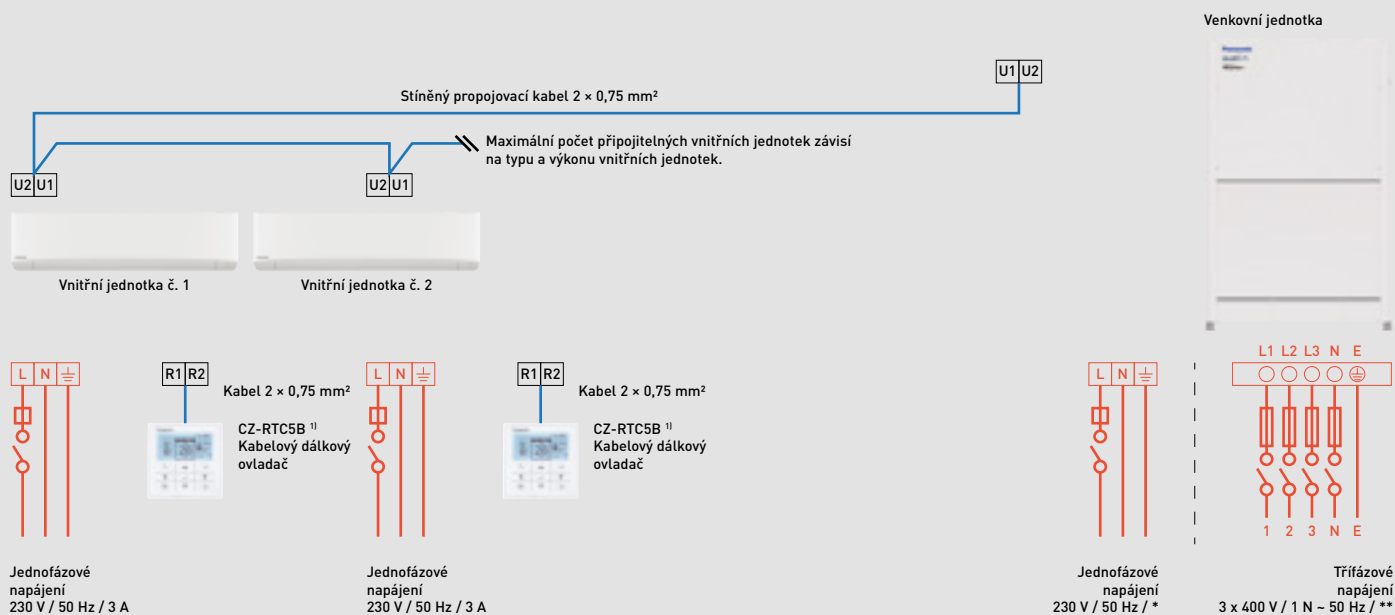 Venkovní jednotka
Panasonic
U1 U2
Stíněný propojovací kabel 2 × 0,75 mm²
Maximální počet připojitelných vnitřních jednotek závisí
na typu a výkonu vnitřních jednotek.
U2 U1
U2 U1
Vnitřní jednotka č. 1
Vnitřní jednotka č. 2
L N
R1 R2
Kabel 2 × 0,75 mm²
CZ-RTC5B 1)
Kabelový dálkový
ovladač
L N
R1 R2
Kabel 2 × 0,75 mm²
CZ-RTC5B 1)
Kabelový dálkový
ovladač
L N
L1 L2 L3 N E
1 2 3 N E
Jednofázové
napájení
230 V / 50 Hz / 3 A
Jednofázové
napájení
230 V / 50 Hz / 3 A
Jednofázové
napájení
230 V / 50 Hz / *
Třífázové
napájení
3 x 400 V / 1 N ~ 50 Hz / **